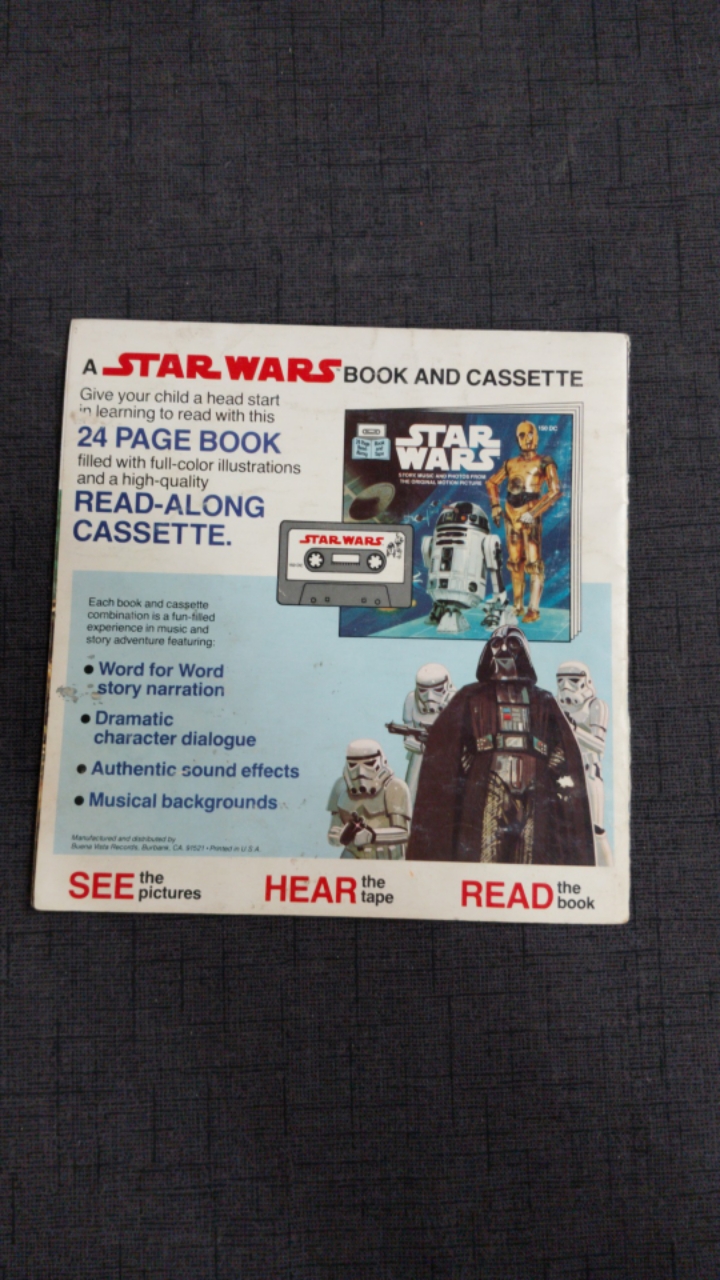 A STAR WARS™ BOOK AND CASSETTE
Give your child a head start
in learning to read with this
24 PAGE BOOK
filled with full-color illustrations
and a high-quality
READ-ALONG
CASSETTE.
STAR
WARS
STORY, MUSIC AND PHOTOS FROM
THE ORIGINAL MOTION PICTURE
150 DC
STAR WARS
Each book and cassette
combination is a fun-filled
experience in music and
story adventure featuring:
● Word for Word
story narration
● Dramatic
character dialogue
● Authentic sound effects
● Musical backgrounds
Manufactured and distributed by
Buena Vista Records, Burbank, CA. 91521 • Printed in U.S.A.
SEE the pictures
HEAR the tape
READ the book